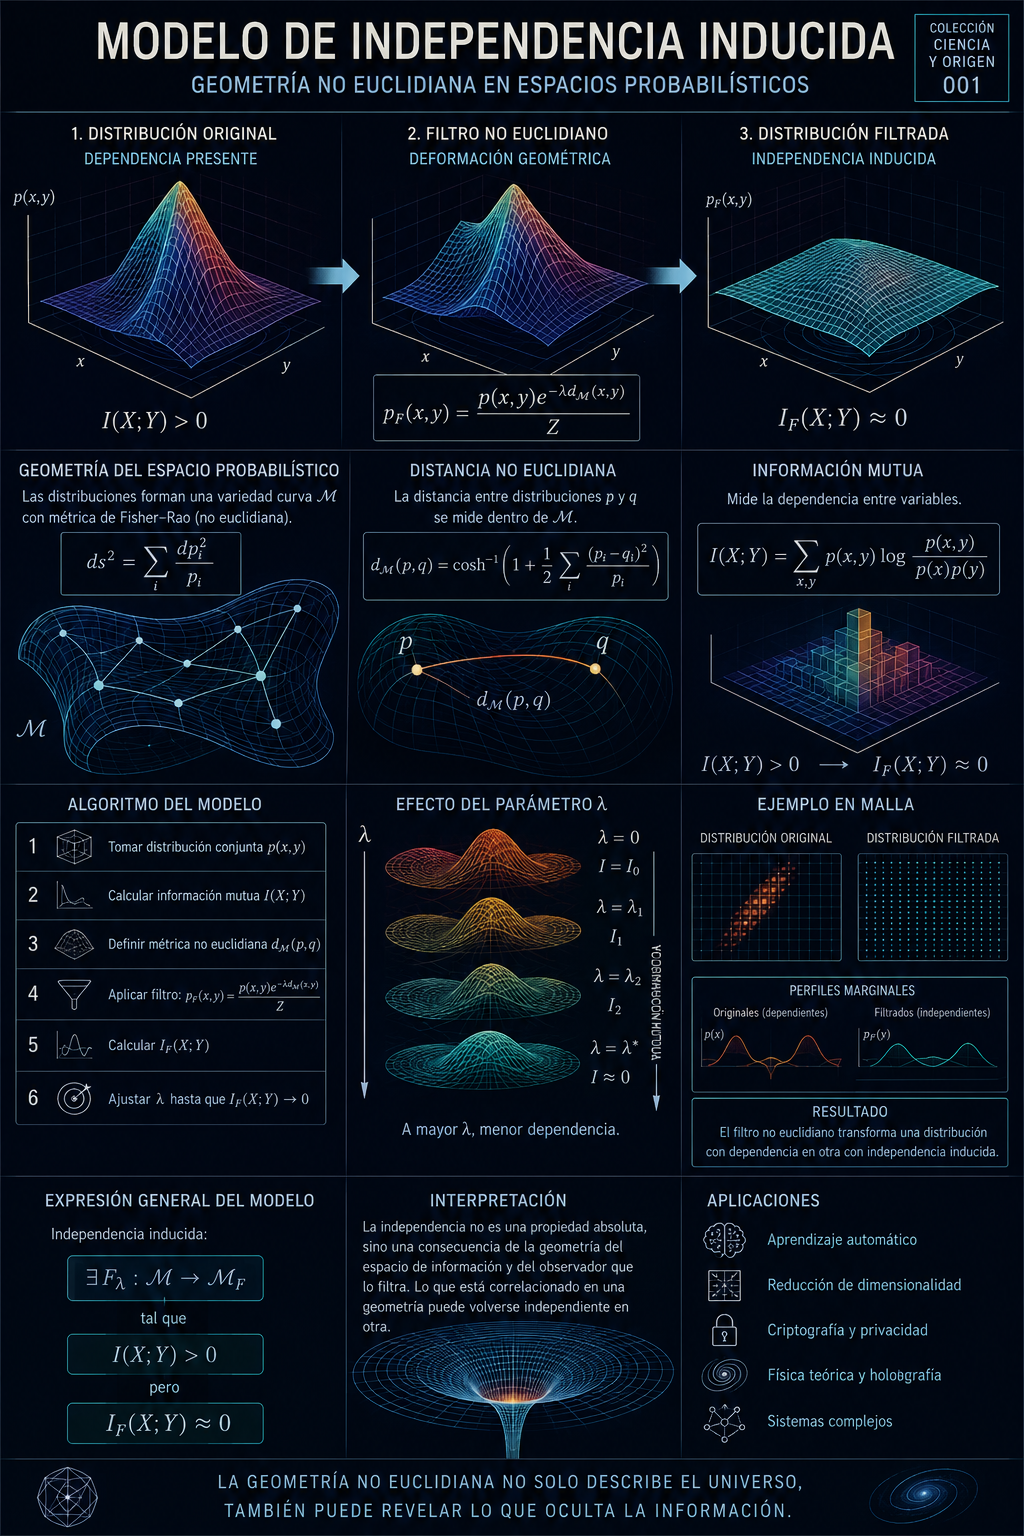 MODELO DE INDEPENDENCIA INDUCIDA
GEOMETRÍA NO EUCLIDIANA EN ESPACIOS PROBABILÍSTICOS
COLECCIÓN
CIENCIA
Y ORIGEN
001
1. DISTRIBUCIÓN ORIGINAL
DEPENDENCIA PRESENTE
p(x,y)
x
y
I(X;Y) > 0
2. FILTRO NO EUCLIDIANO
DEFORMACIÓN GEOMÉTRICA
x
y
p_F(x,y) = p(x,y)e^{−λd_ℳ(x,y)} / Z
3. DISTRIBUCIÓN FILTRADA
INDEPENDENCIA INDUCIDA
p_F(x,y)
x
y
I_F(X;Y) ≈ 0
GEOMETRÍA DEL ESPACIO PROBABILÍSTICO
Las distribuciones forman una variedad curva ℳ
con métrica de Fisher–Rao (no euclidiana).
ds² = ∑_i dp_i² / p_i
ℳ
DISTANCIA NO EUCLIDIANA
La distancia entre distribuciones p y q
se mide dentro de ℳ.
d_ℳ(p,q) = cosh⁻¹(1 + 1/2 ∑_i (p_i − q_i)² / p_i)
p
q
d_ℳ(p,q)
INFORMACIÓN MUTUA
Mide la dependencia entre variables.
I(X;Y) = ∑_{x,y} p(x,y) log p(x,y) / p(x)p(y)
I(X;Y) > 0 → I_F(X;Y) ≈ 0
ALGORITMO DEL MODELO
1 Tomar distribución conjunta p(x,y)
2 Calcular información mutua I(X;Y)
3 Definir métrica no euclidiana d_ℳ(p,q)
4 Aplicar filtro: p_F(x,y) = p(x,y)e^{−λd_ℳ(x,y)} / Z
5 Calcular I_F(X;Y)
6 Ajustar λ hasta que I_F(X;Y) → 0
EFECTO DEL PARÁMETRO λ
λ
λ = 0
I = I₀
λ = λ₁
I₁
λ = λ₂
I₂
λ = λ*
I ≈ 0
A mayor λ, menor dependencia.
EJEMPLO EN MALLA
DISTRIBUCIÓN ORIGINAL
DISTRIBUCIÓN FILTRADA
PERFILES MARGINALES
Originales (dependientes)
Filtrados (independientes)
p(x)
p_F(y)
RESULTADO
El filtro no euclidiano transforma una distribución
con dependencia en otra con independencia inducida.
EXPRESIÓN GENERAL DEL MODELO
Independencia inducida:
∃ F_λ : ℳ → ℳ_F
tal que
I(X;Y) > 0
pero
I_F(X;Y) ≈ 0
INTERPRETACIÓN
La independencia no es una propiedad absoluta,
sino una consecuencia de la geometría del
espacio de información y del observador que
lo filtra. Lo que está correlacionado en una
geometría puede volverse independiente en
otra.
APLICACIONES
Aprendizaje automático
Reducción de dimensionalidad
Criptografía y privacidad
Física teórica y holografía
Sistemas complejos
LA GEOMETRÍA NO EUCLIDIANA NO SOLO DESCRIBE EL UNIVERSO,
TAMBIÉN PUEDE REVELAR LO QUE OCULTA LA INFORMACIÓN.